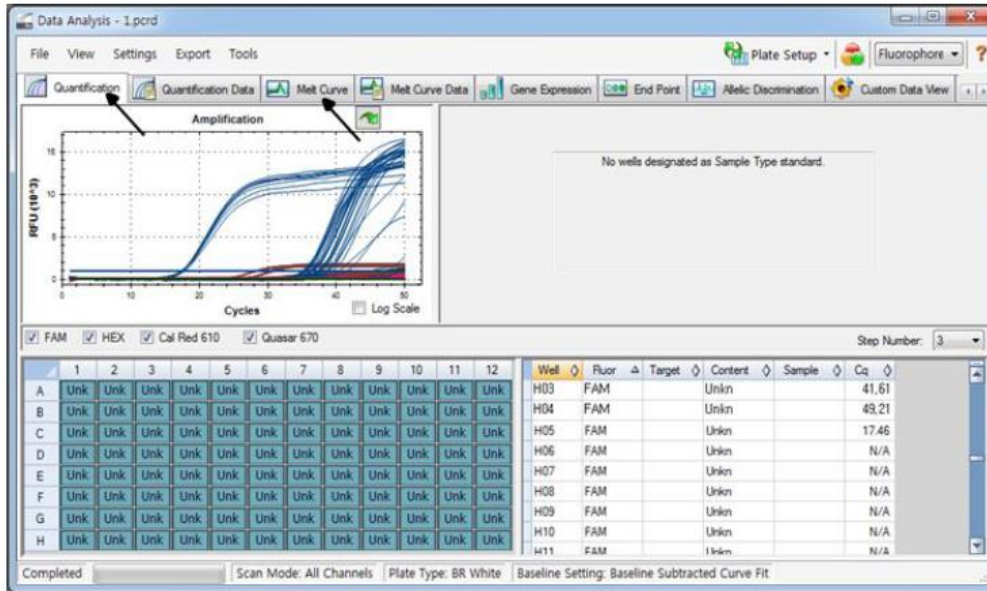 Data Analysis - 1.pcrd
File View Settings Export Tools Plate Setup Fluorophore ?
Quantification Quantification Data Melt Curve Melt Curve Data Gene Expression End Point Allelic Discrimination Custom Data View
Amplification
RFU (10^3)
15
10
5
0
0 10 20 30 40 50
Cycles
Log Scale
No wells designated as Sample Type standard.
FAM HEX Cal Red 610 Quasar 670 Step Number: 3
1 2 3 4 5 6 7 8 9 10 11 12
A Unk Unk Unk Unk Unk Unk Unk Unk Unk Unk Unk Unk
B Unk Unk Unk Unk Unk Unk Unk Unk Unk Unk Unk Unk
C Unk Unk Unk Unk Unk Unk Unk Unk Unk Unk Unk Unk
D Unk Unk Unk Unk Unk Unk Unk Unk Unk Unk Unk Unk
E Unk Unk Unk Unk Unk Unk Unk Unk Unk Unk Unk Unk
F Unk Unk Unk Unk Unk Unk Unk Unk Unk Unk Unk Unk
G Unk Unk Unk Unk Unk Unk Unk Unk Unk Unk Unk Unk
H Unk Unk Unk Unk Unk Unk Unk Unk Unk Unk Unk Unk
Well Fluor Target Content Sample Cq
H03 FAM Unkn 41,61
H04 FAM Unkn 49,21
H05 FAM Unkn 17.46
H06 FAM Unkn N/A
H07 FAM Unkn N/A
H08 FAM Unkn N/A
H09 FAM Unkn N/A
H10 FAM Unkn N/A
H11 FAM Unkn N/A
Completed Scan Mode: All Channels Plate Type: BR White Baseline Setting: Baseline Subtracted Curve Fit